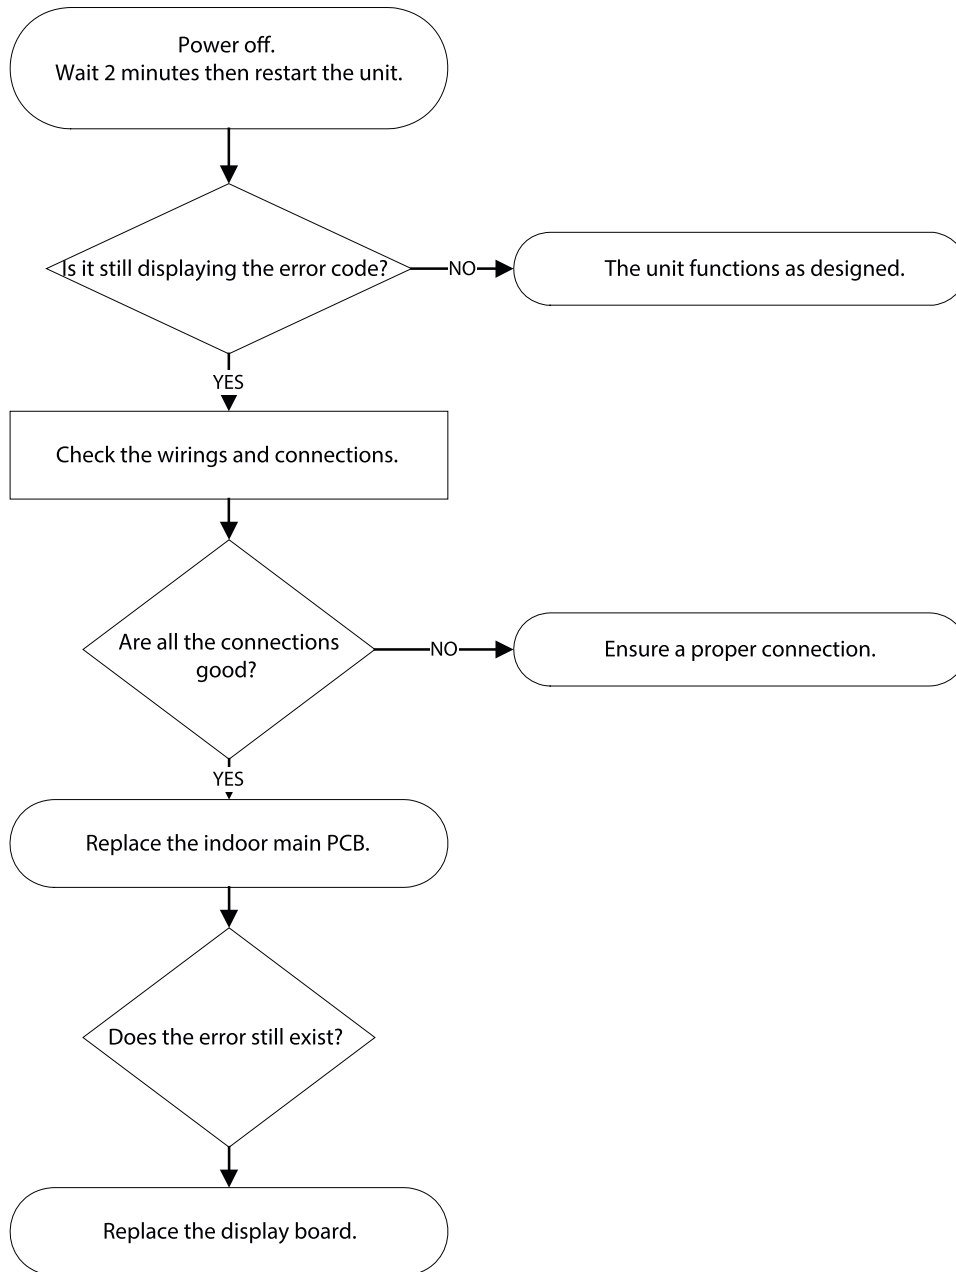 Power off.
Wait 2 minutes then restart the unit.
Is it still displaying the error code?
NO
The unit functions as designed.
YES
Check the wirings and connections.
Are all the connections
good?
NO
Ensure a proper connection.
YES
Replace the indoor main PCB.
Does the error still exist?
Replace the display board.